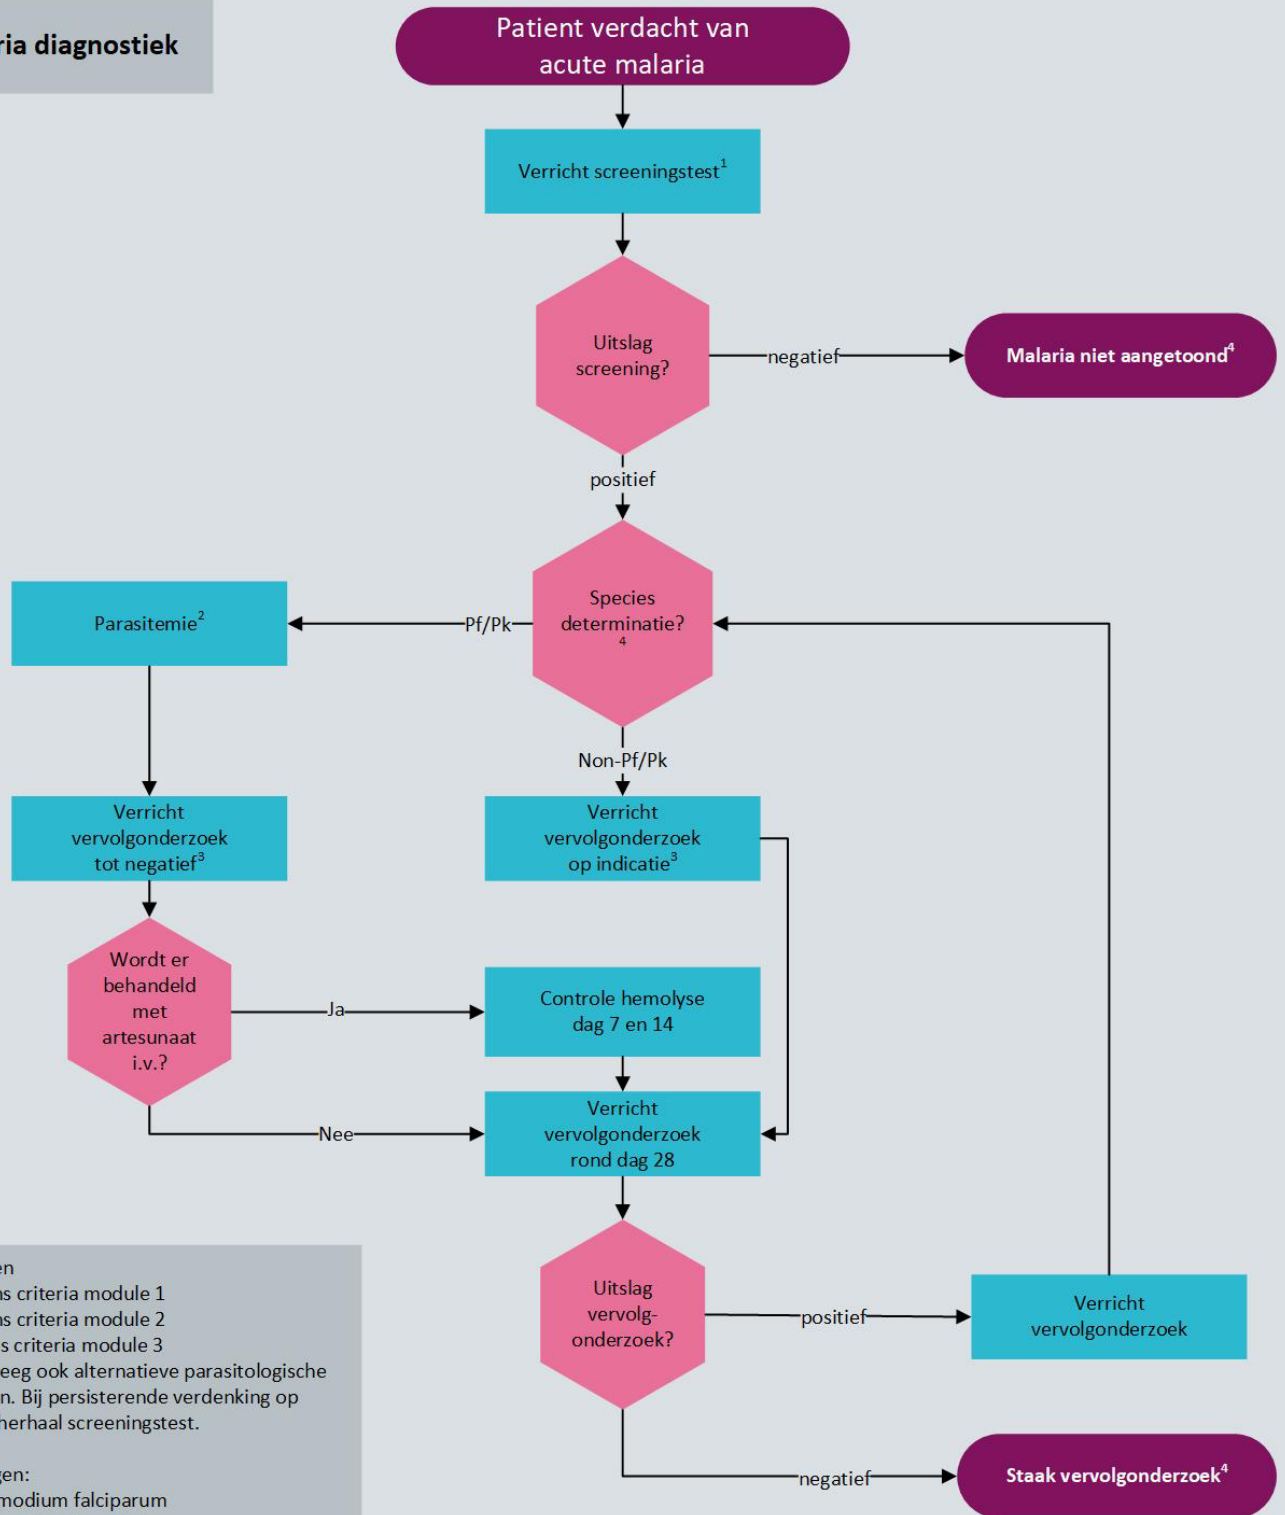 ria diagnostiek
Patient verdacht van
acute malaria
Verricht screeningstest¹
Uitslag
screening?
negatief
Malaria niet aangetoond⁴
positief
Species
determinatie?
4
Pf/Pk
Parasitemie²
Non-Pf/Pk
Verricht
vervolgonderzoek
tot negatief³
Verricht
vervolgonderzoek
op indicatie³
Wordt er
behandeld
met
artesunaat
i.v.?
Ja
Controle hemolyse
dag 7 en 14
Nee
Verricht
vervolgonderzoek
rond dag 28
Uitslag
vervolg-
onderzoek?
positief
Verricht
vervolgonderzoek
negatief
Staak vervolgonderzoek⁴
en
ns criteria module 1
ns criteria module 2
s criteria module 3
eeg ook alternatieve parasitologische
n. Bij persisterende verdenking op
herhaal screeningstest.
gen:
modium falciparum